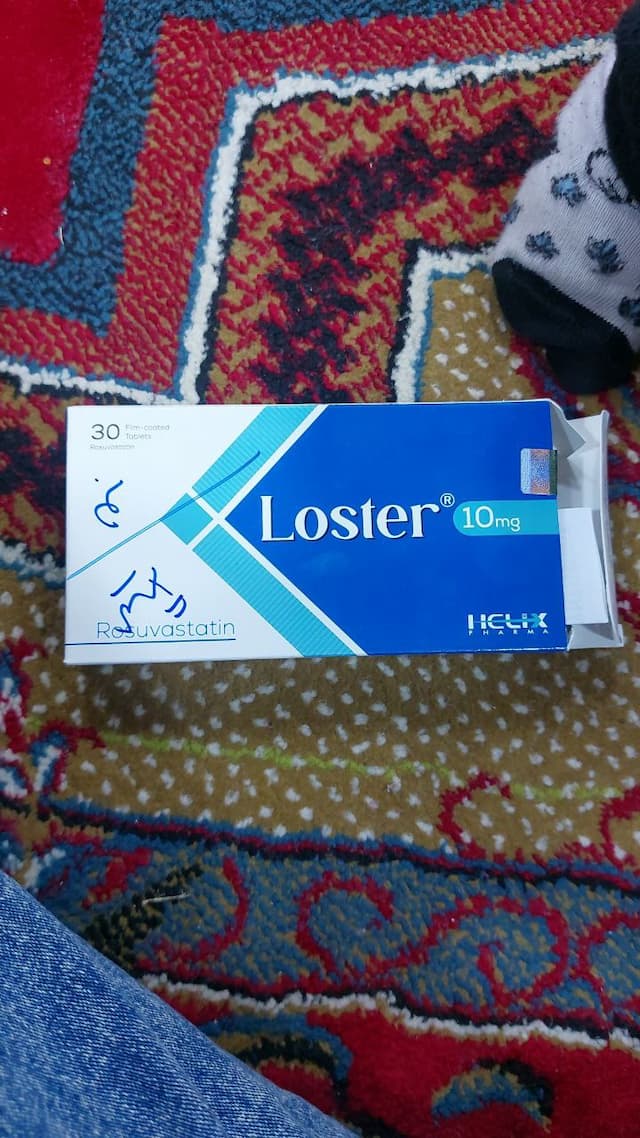 30 Film-coated
Tablets
Rosuvastatin
Loster®
10mg
Rosuvastatin
HELIX
PHARMA